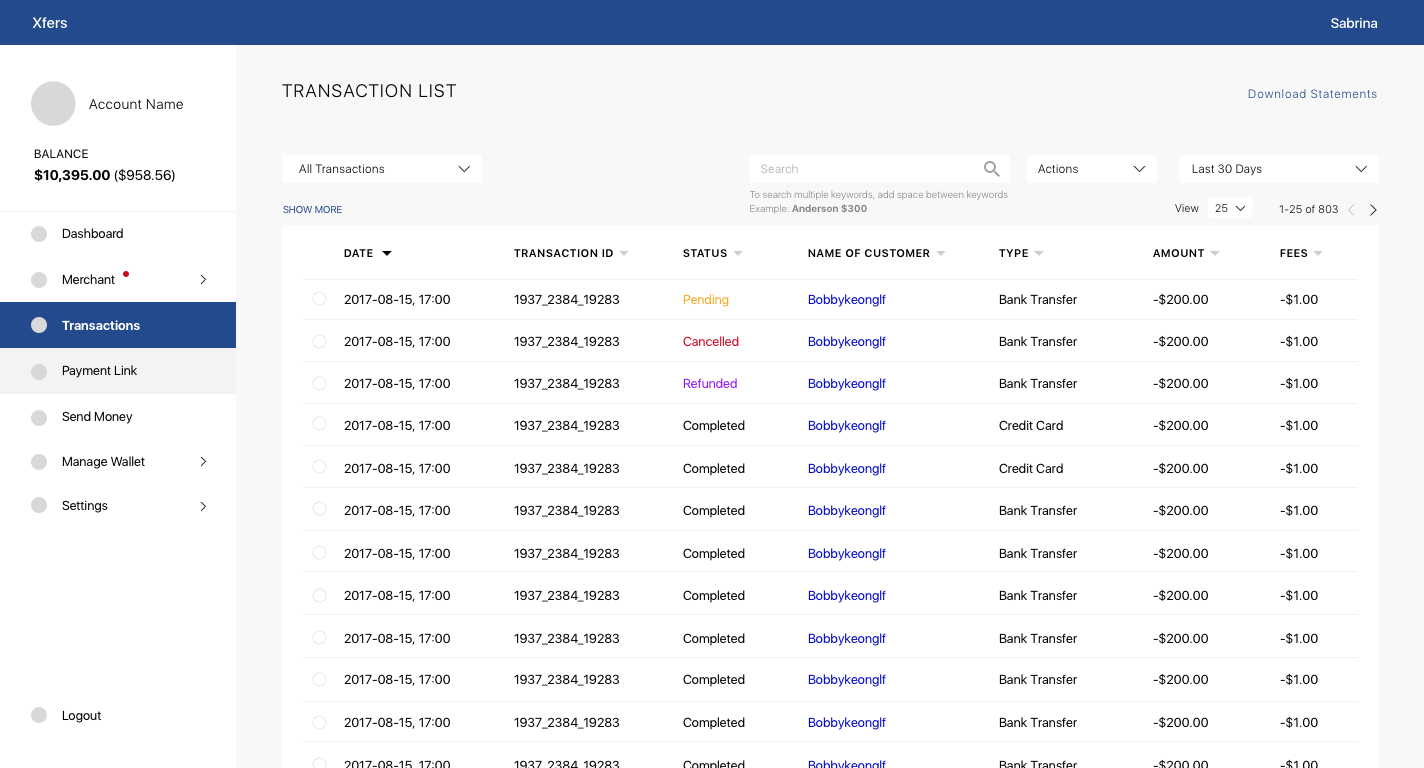 Xfers
Sabrina
Account Name
BALANCE
$10,395.00 ($958.56)
Dashboard
Merchant
Transactions
Payment Link
Send Money
Manage Wallet
Settings
Logout
TRANSACTION LIST
Download Statements
All Transactions
Search
Actions
Last 30 Days
To search multiple keywords, add space between keywords
Example: Anderson $300
SHOW MORE
View 25 1-25 of 803
DATE TRANSACTION ID STATUS NAME OF CUSTOMER TYPE AMOUNT FEES
2017-08-15, 17:00 1937_2384_19283 Pending Bobbykeonglf Bank Transfer -$200.00 -$1.00
2017-08-15, 17:00 1937_2384_19283 Cancelled Bobbykeonglf Bank Transfer -$200.00 -$1.00
2017-08-15, 17:00 1937_2384_19283 Refunded Bobbykeonglf Bank Transfer -$200.00 -$1.00
2017-08-15, 17:00 1937_2384_19283 Completed Bobbykeonglf Credit Card -$200.00 -$1.00
2017-08-15, 17:00 1937_2384_19283 Completed Bobbykeonglf Credit Card -$200.00 -$1.00
2017-08-15, 17:00 1937_2384_19283 Completed Bobbykeonglf Bank Transfer -$200.00 -$1.00
2017-08-15, 17:00 1937_2384_19283 Completed Bobbykeonglf Bank Transfer -$200.00 -$1.00
2017-08-15, 17:00 1937_2384_19283 Completed Bobbykeonglf Bank Transfer -$200.00 -$1.00
2017-08-15, 17:00 1937_2384_19283 Completed Bobbykeonglf Bank Transfer -$200.00 -$1.00
2017-08-15, 17:00 1937_2384_19283 Completed Bobbykeonglf Bank Transfer -$200.00 -$1.00
2017-08-15, 17:00 1937_2384_19283 Completed Bobbykeonglf Bank Transfer -$200.00 -$1.00
2017-08-15, 17:00 1937_2384_19283 Completed Bobbykeonglf Bank Transfer -$200.00 -$1.00